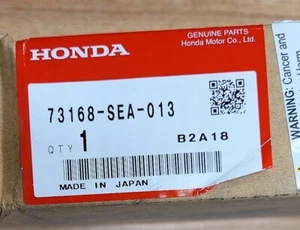 GENUINE PARTS
Honda Motor Co., Ltd.
HONDA
73168-SEA-013
QTY 1 B2A18
MADE IN JAPAN
WARNING: Cancer and